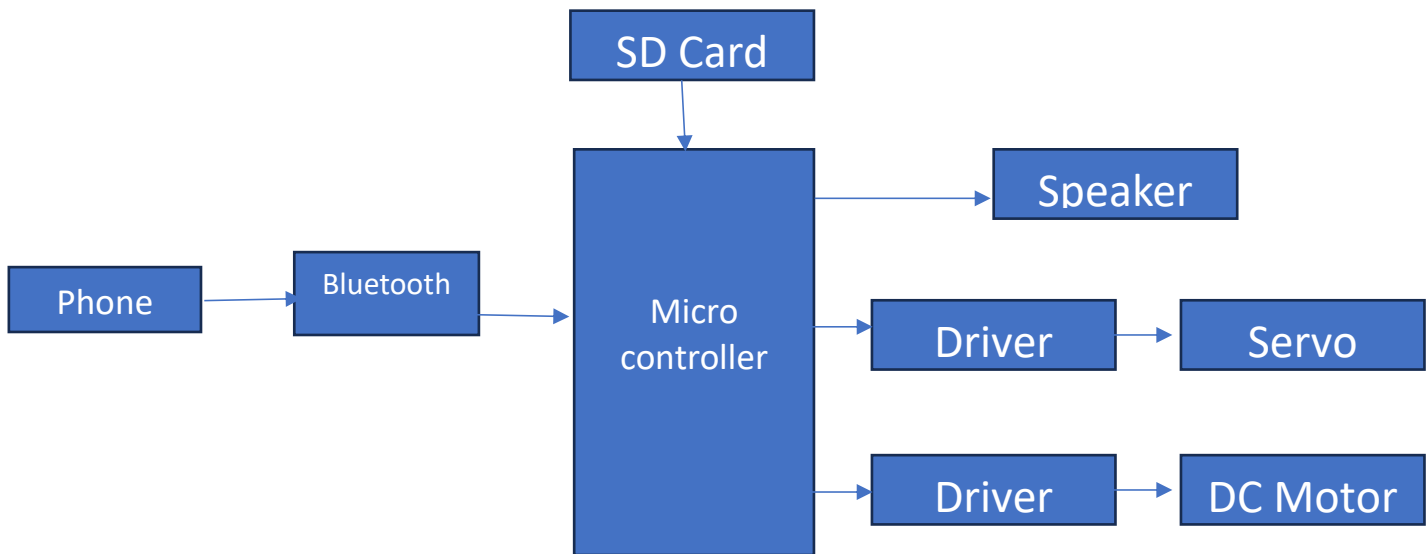 SD Card
Speaker
Phone
Bluetooth
Micro
controller
Driver
Servo
Driver
DC Motor